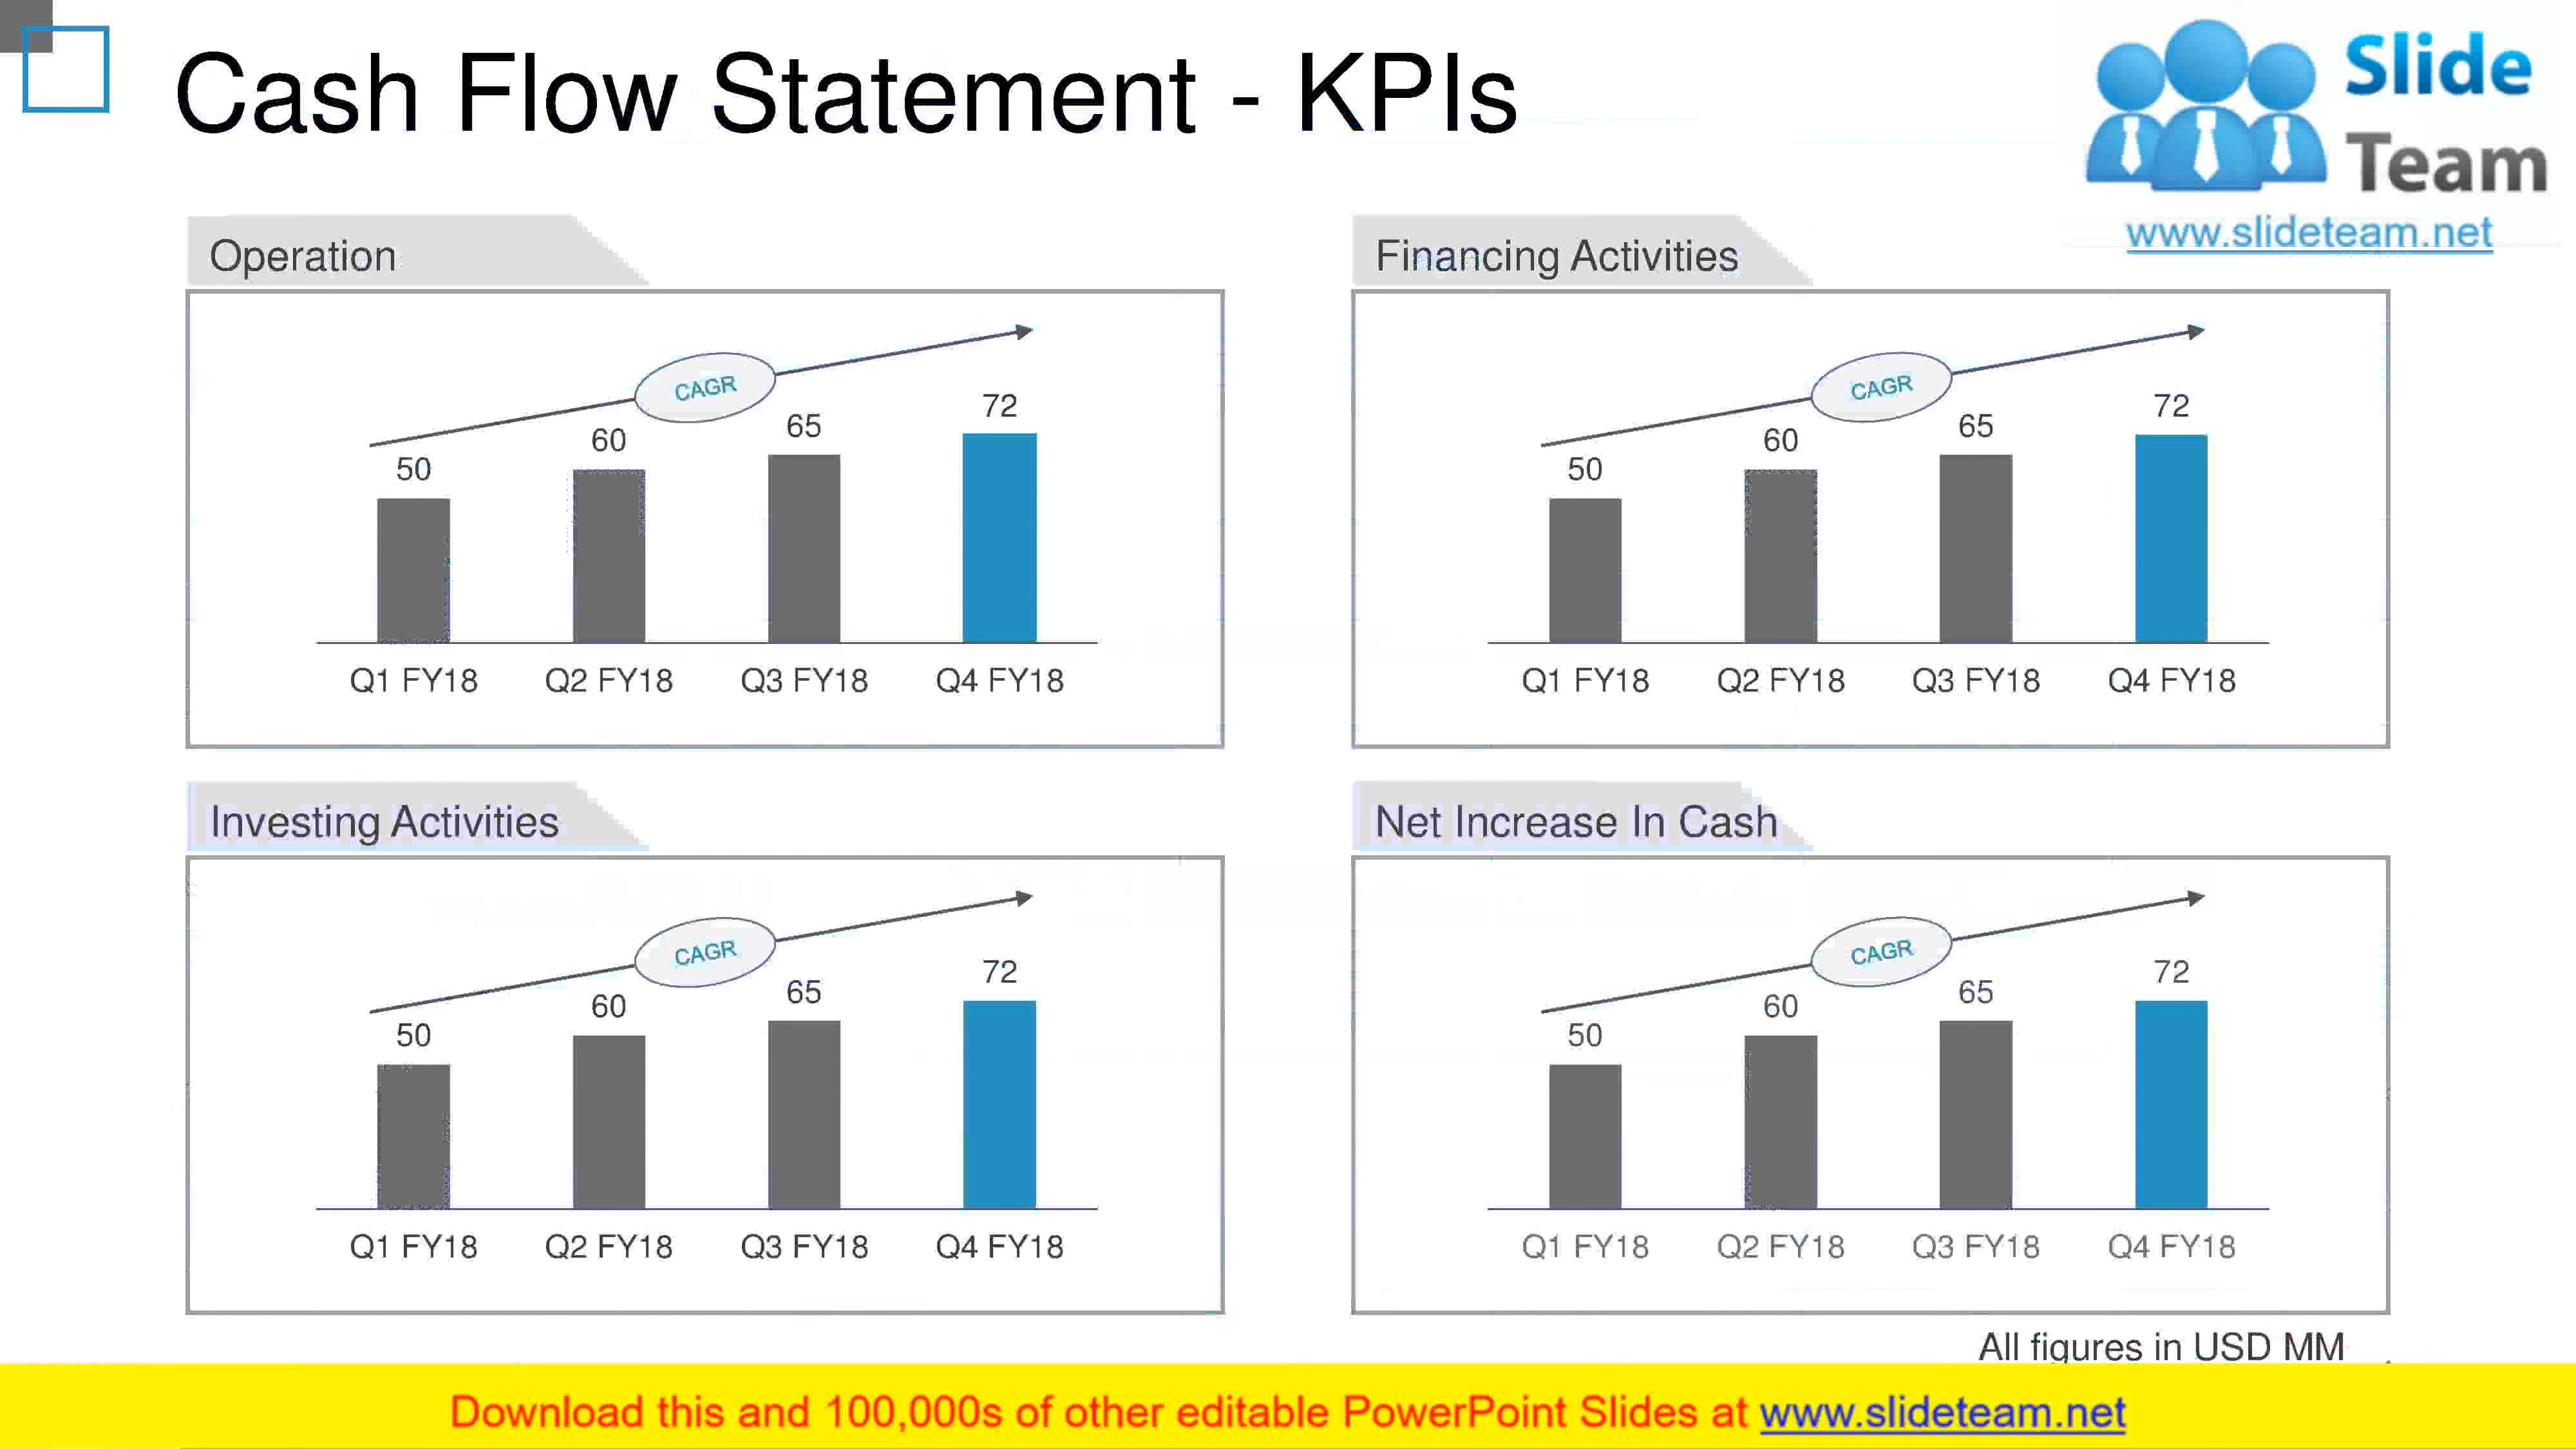 Cash Flow Statement - KPIs
Slide
Team
www.slideteam.net
Operation
CAGR
50
60
65
72
Q1 FY18 Q2 FY18 Q3 FY18 Q4 FY18
Financing Activities
CAGR
50
60
65
72
Q1 FY18 Q2 FY18 Q3 FY18 Q4 FY18
Investing Activities
CAGR
50
60
65
72
Q1 FY18 Q2 FY18 Q3 FY18 Q4 FY18
Net Increase In Cash
CAGR
50
60
65
72
Q1 FY18 Q2 FY18 Q3 FY18 Q4 FY18
All figures in USD MM
Download this and 100,000s of other editable PowerPoint Slides at www.slideteam.net